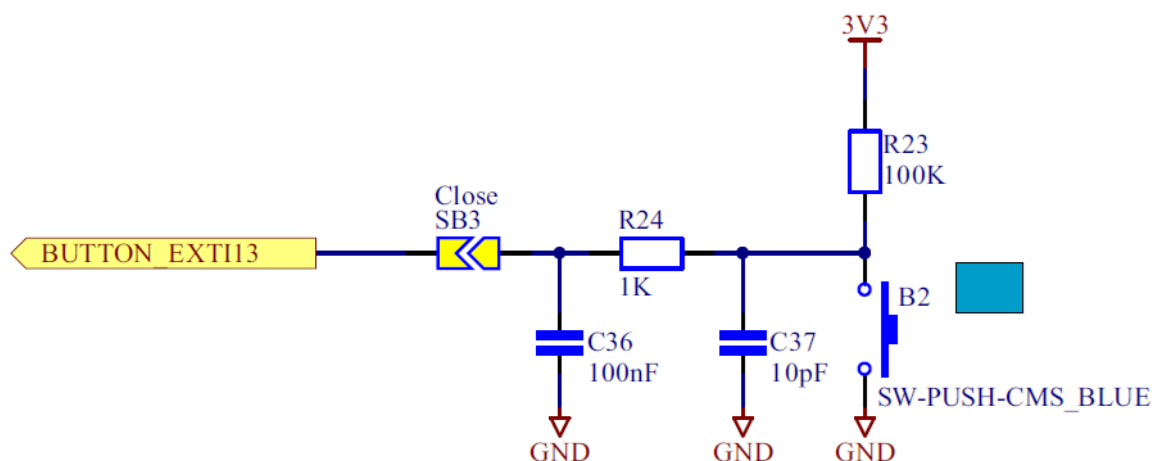 3V3
R23
100K
Close
SB3
R24
BUTTON_EXTI13
1K
B2
C36
100nF
C37
10pF
SW-PUSH-CMS_BLUE
GND
GND
GND